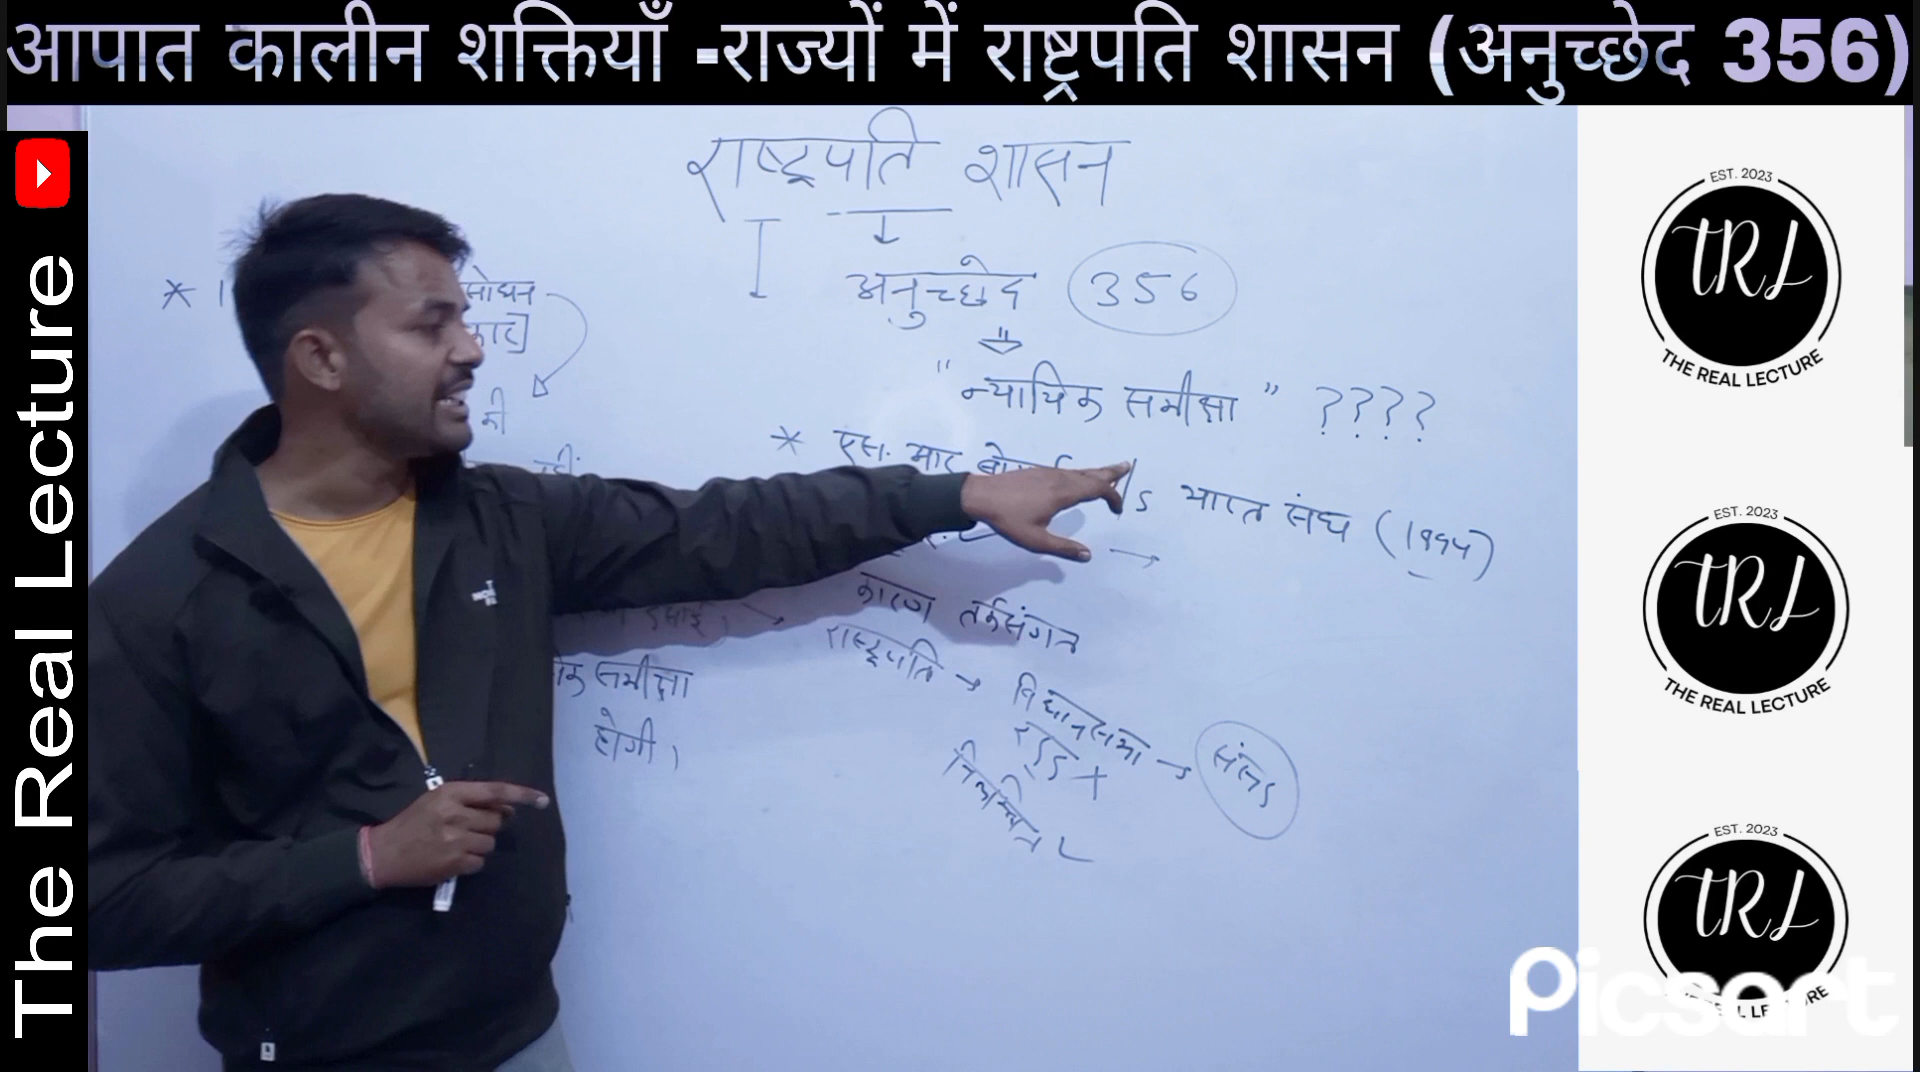 आपात कालीन शक्तियाँ -राज्यों में राष्ट्रपति शासन (अनुच्छेद 356)
The Real Lecture
राष्ट्रपति शासन
अनुच्छेद 356
"न्यायिक समीक्षा" ????
* एस. आर. /s भारत संघ (1994)
कारण तर्कसंगत
राष्ट्रपति → विधानसभा → संसद
रद्द +
निलम्बित
*
की
समीक्षा
होगी।
EST. 2023
TRL
THE REAL LECTURE
EST. 2023
TRL
THE REAL LECTURE
EST. 2023
TRL
Picsart